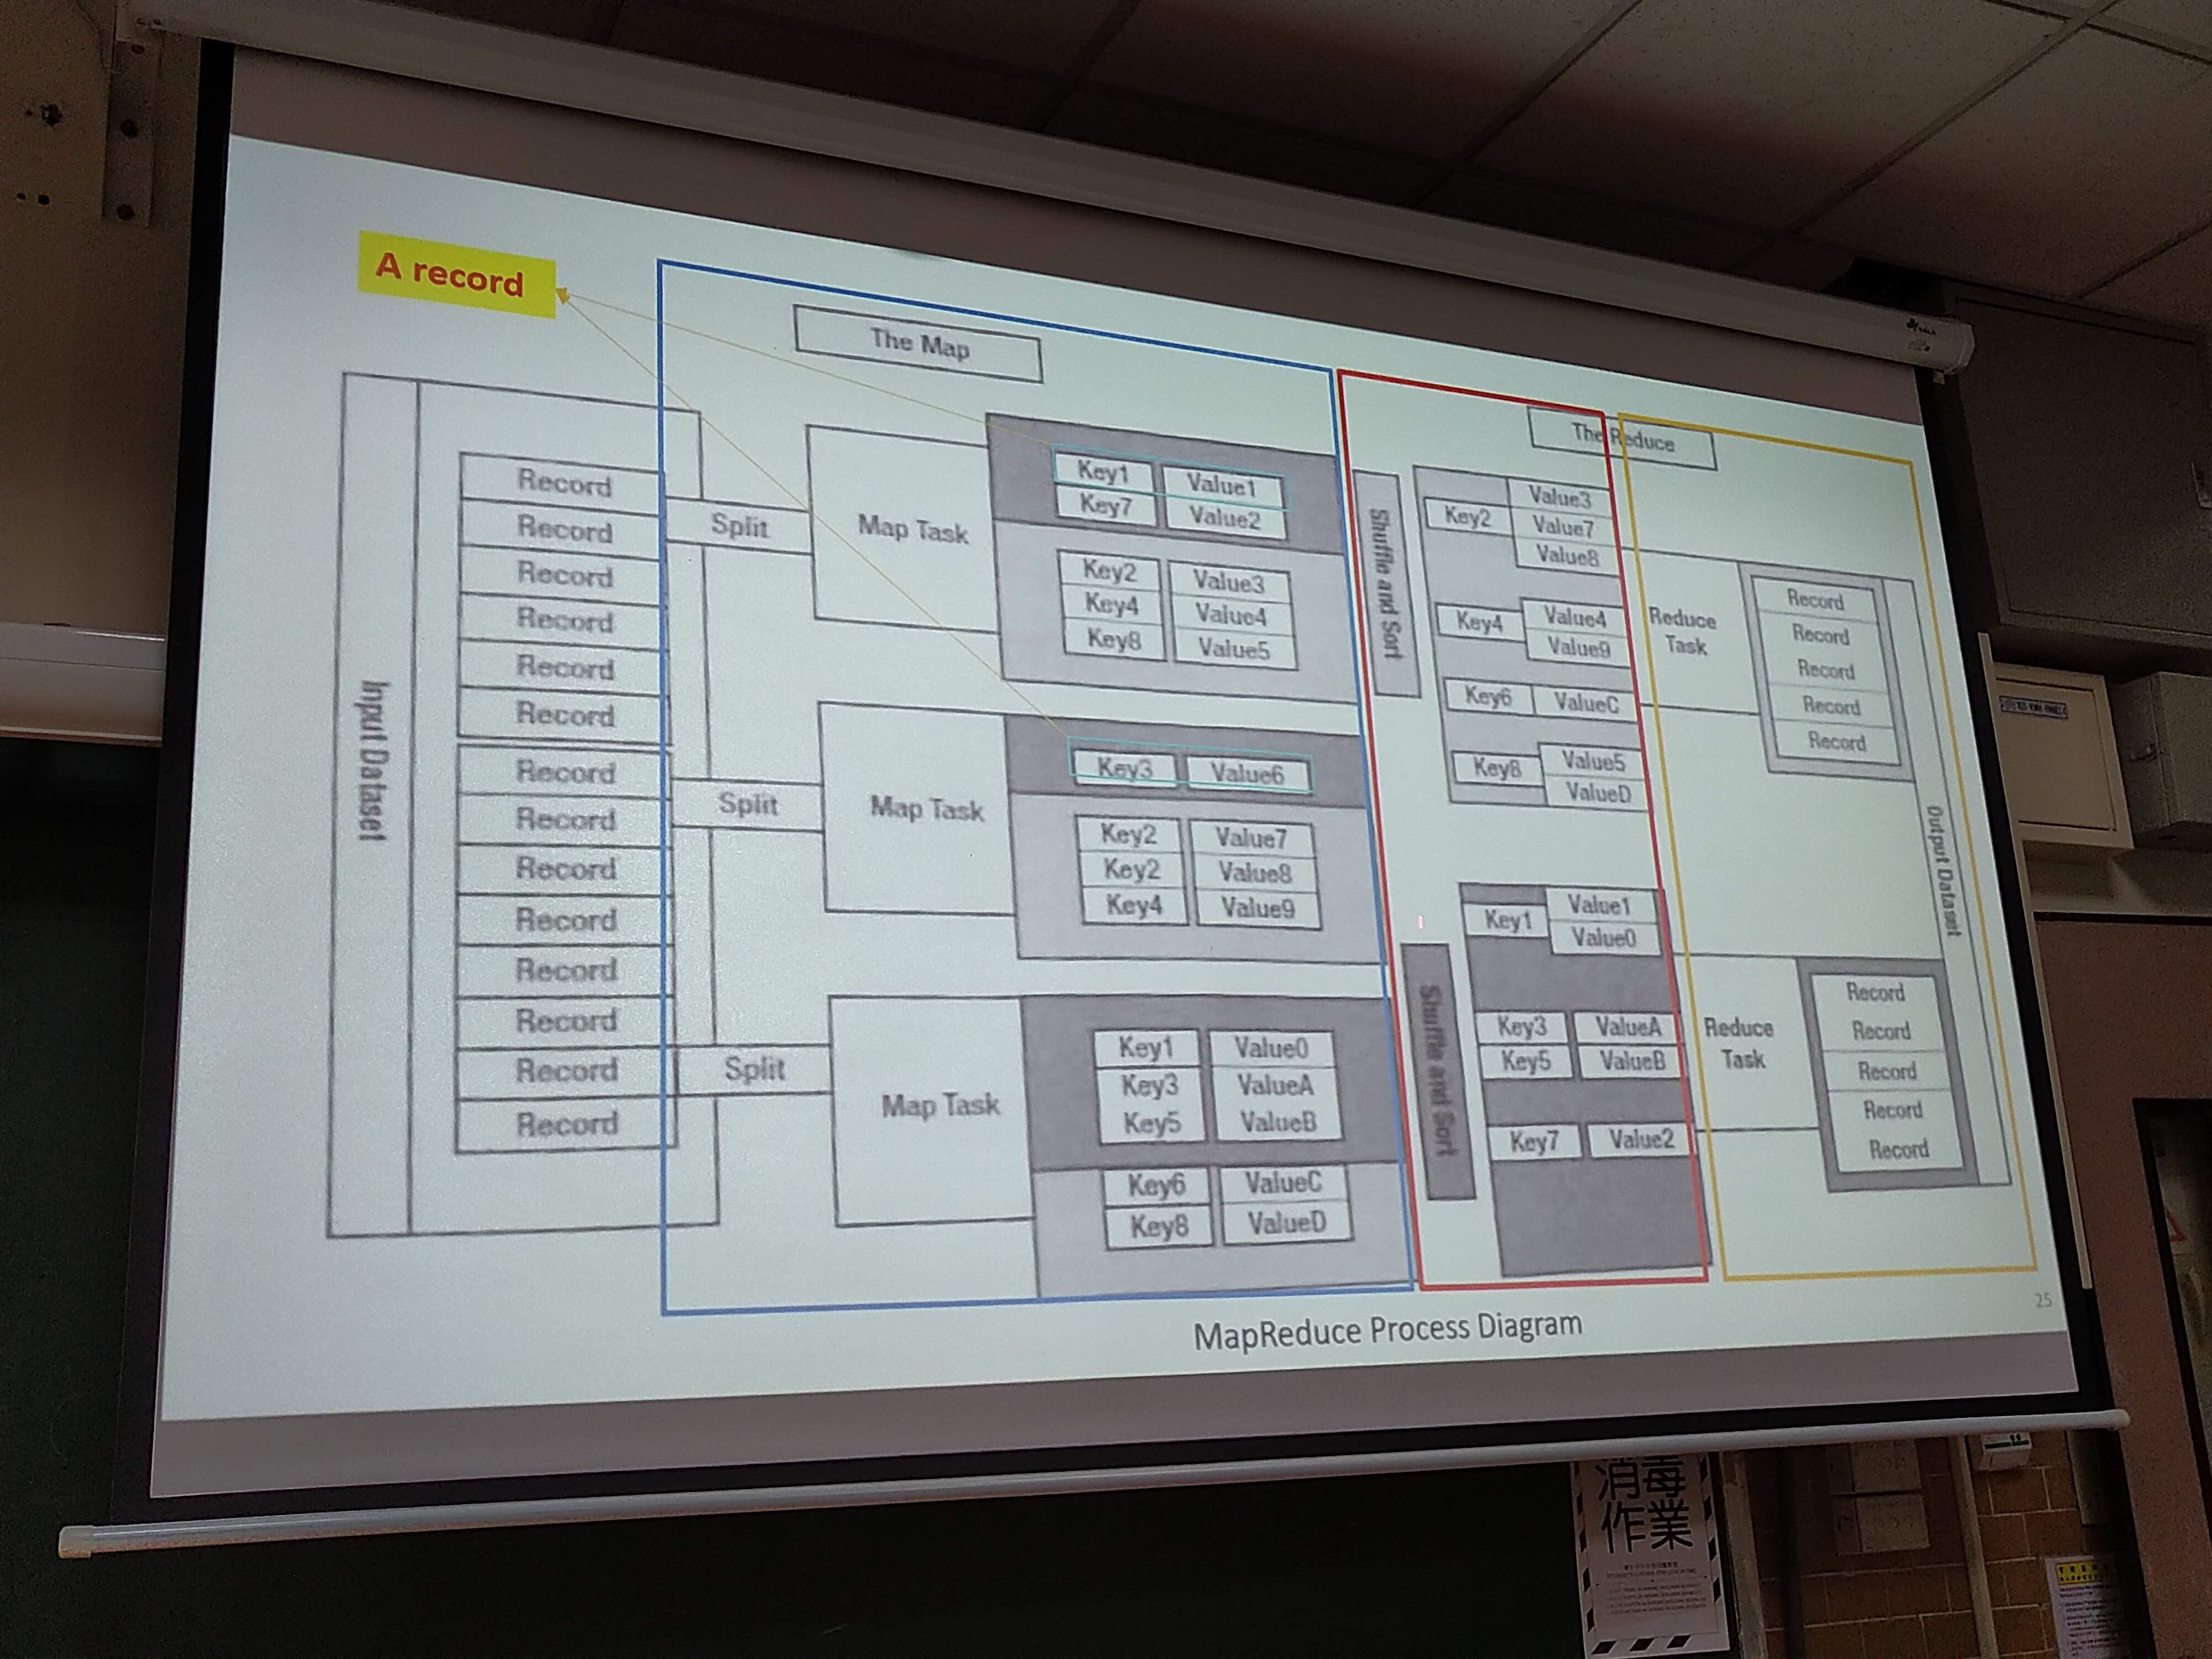 A record
The Map
The Reduce
Input Dataset
Record
Record
Record
Record
Record
Record
Record
Record
Record
Record
Record
Record
Record
Record
Split
Split
Split
Map Task
Key1 Value1
Key7 Value2
Key2 Value3
Key4 Value4
Key8 Value5
Map Task
Key3 Value6
Key2 Value7
Key2 Value8
Key4 Value9
Map Task
Key1 Value0
Key3 ValueA
Key5 ValueB
Key6 ValueC
Key8 ValueD
Shuffle and Sort
Key2
Value3
Value7
Value8
Key4
Value4
Value9
Key6 ValueC
Key8
Value5
ValueD
Shuffle and Sort
Key1
Value1
Value0
Key3 ValueA
Key5 ValueB
Key7 Value2
Reduce
Task
Record
Record
Record
Record
Record
Reduce
Task
Record
Record
Record
Record
Record
Output Dataset
MapReduce Process Diagram
25
消毒
作業